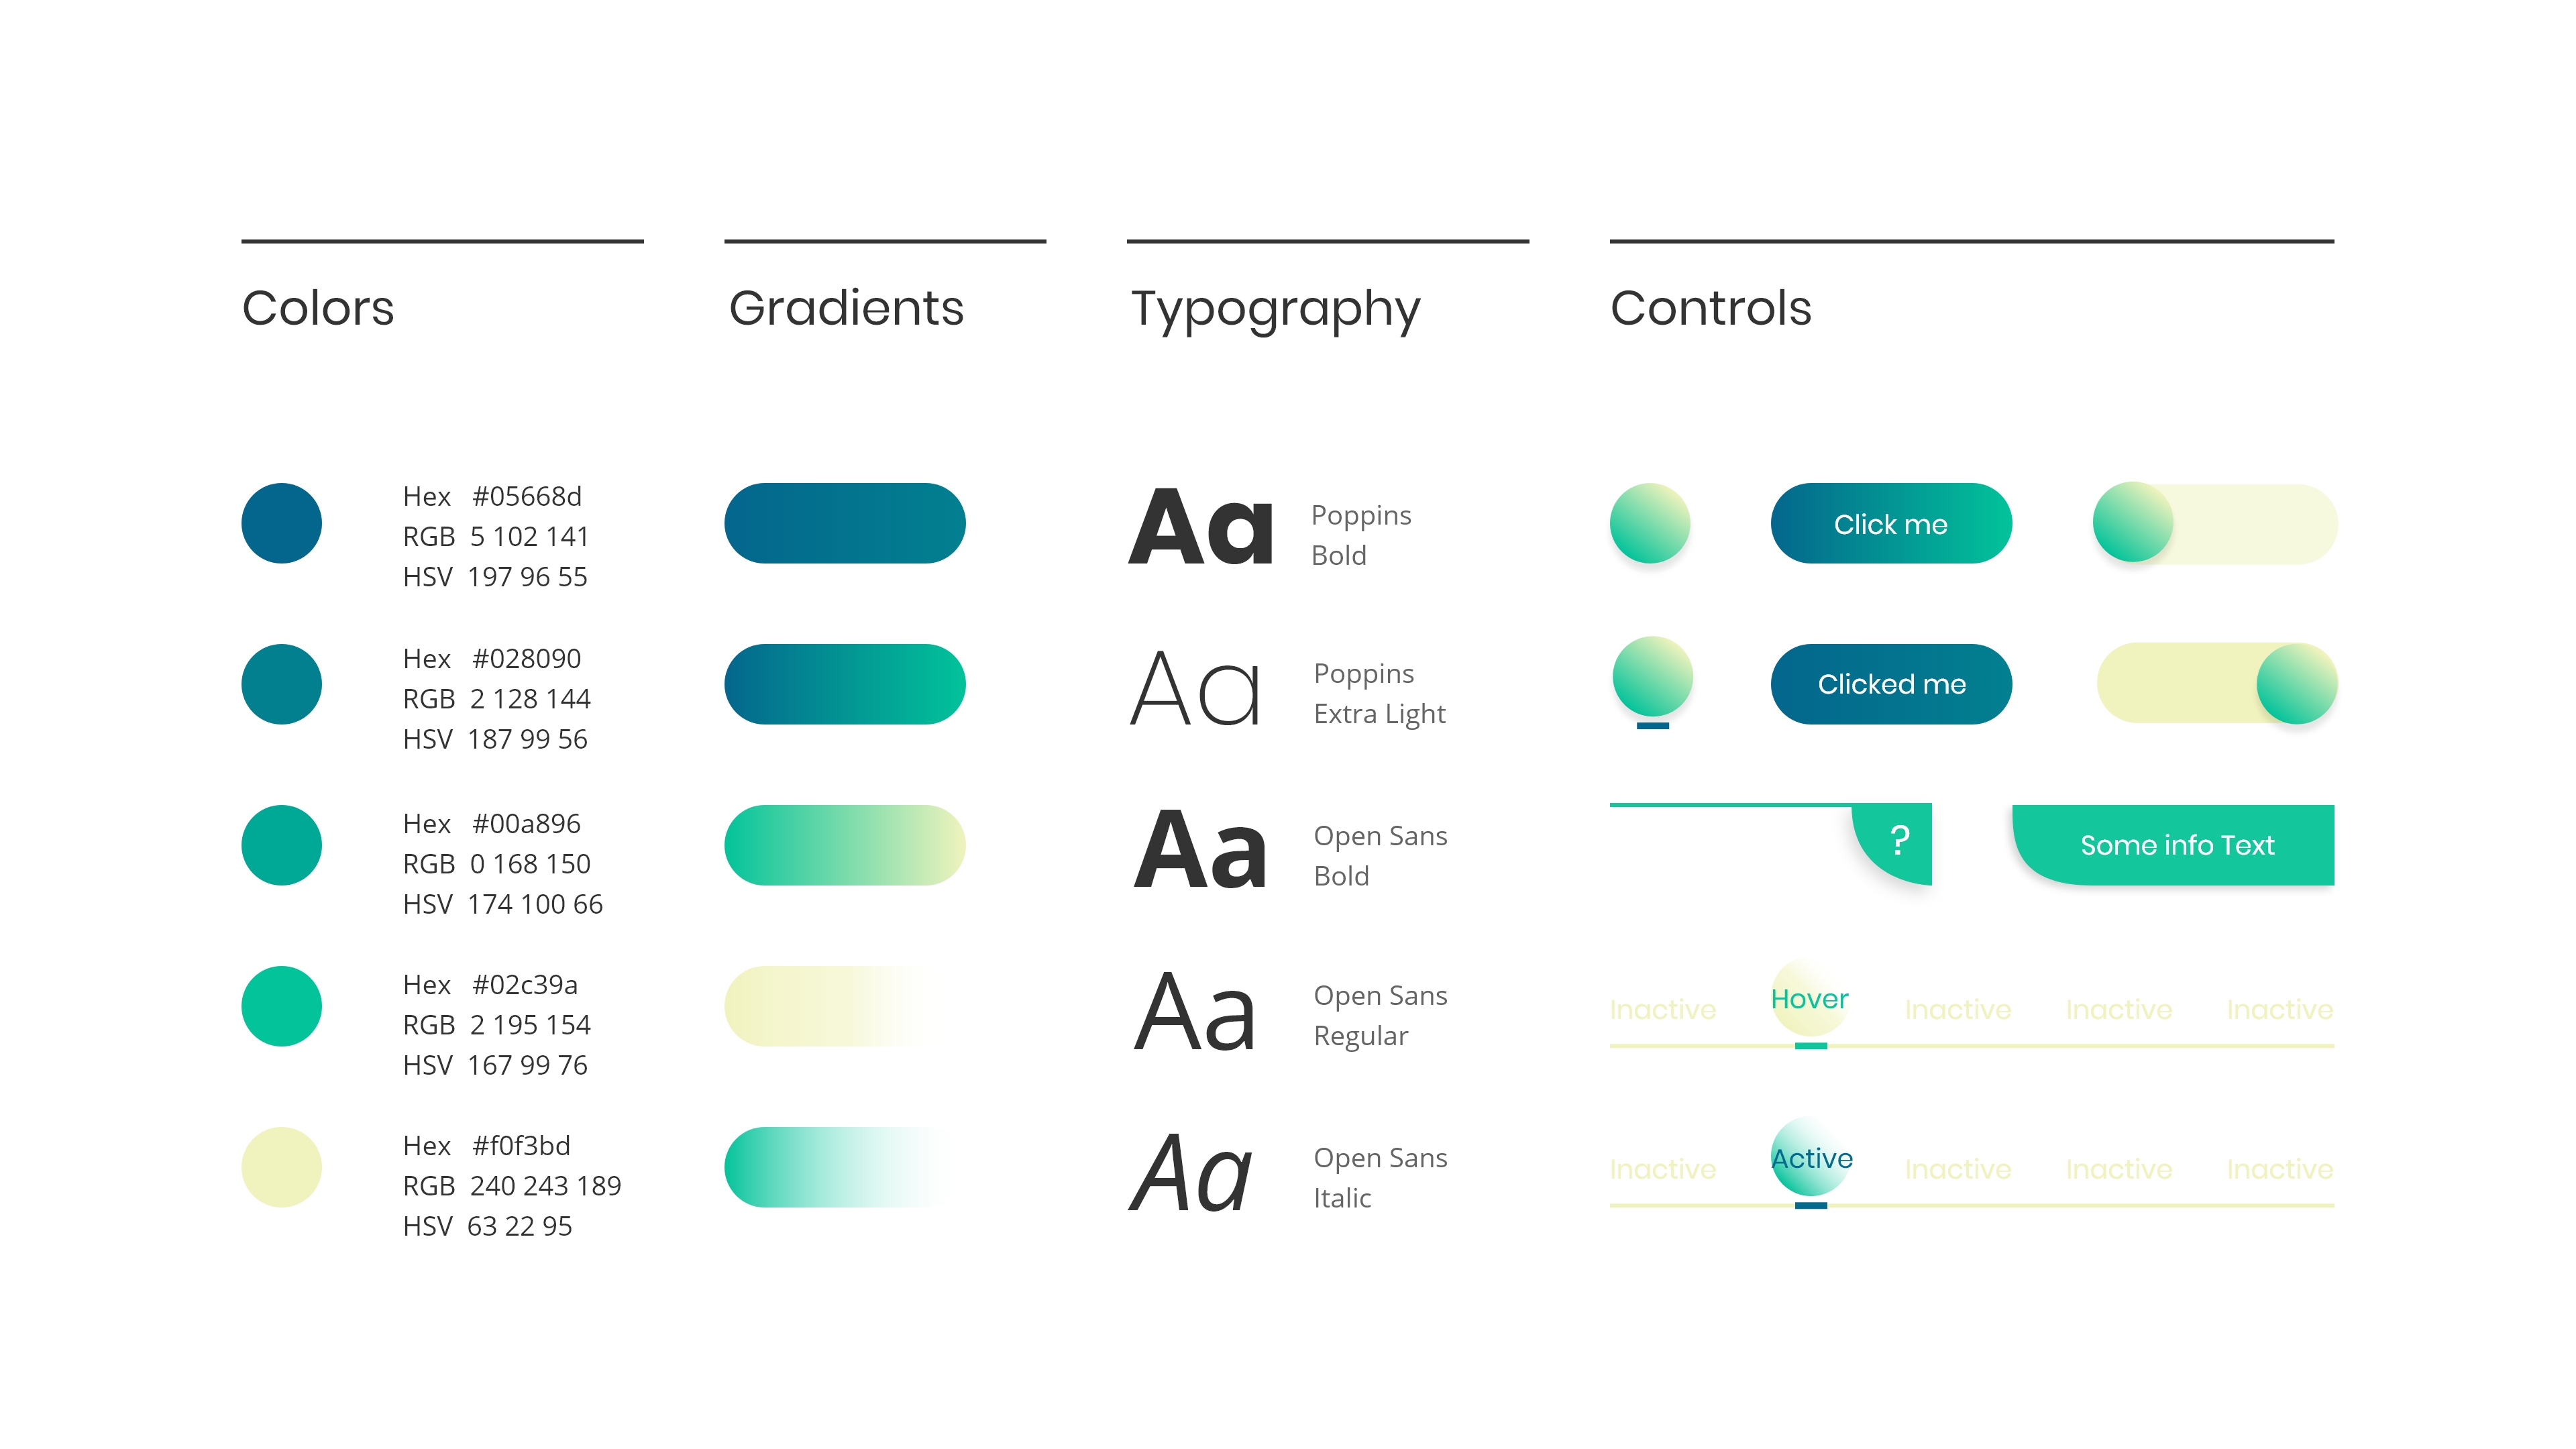 Colors
Gradients
Typography
Controls
Hex #05668d
RGB 5 102 141
HSV 197 96 55
Hex #028090
RGB 2 128 144
HSV 187 99 56
Hex #00a896
RGB 0 168 150
HSV 174 100 66
Hex #02c39a
RGB 2 195 154
HSV 167 99 76
Hex #f0f3bd
RGB 240 243 189
HSV 63 22 95
Aa
Poppins
Bold
Aa
Poppins
Extra Light
Aa
Open Sans
Bold
Aa
Open Sans
Regular
Aa
Open Sans
Italic
Click me
Clicked me
?
Some info Text
Inactive Hover Inactive Inactive Inactive
Inactive Active Inactive Inactive Inactive